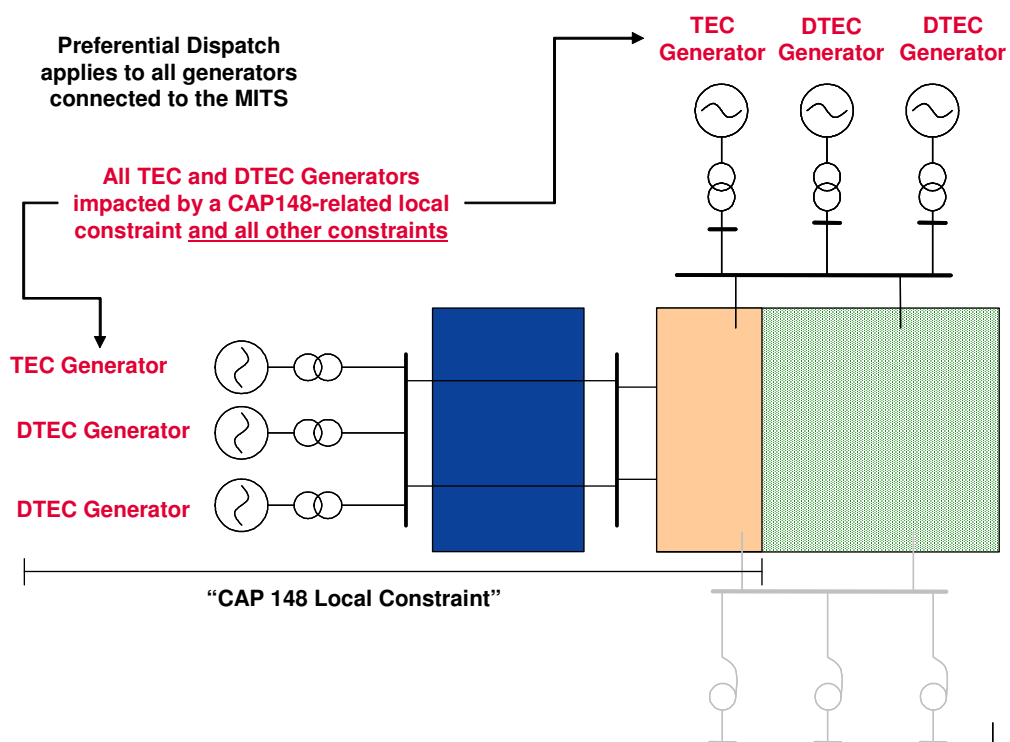 Preferential Dispatch
applies to all generators
connected to the MITS
TEC
Generator
DTEC
Generator
DTEC
Generator
All TEC and DTEC Generators
impacted by a CAP148-related local
constraint and all other constraints
TEC Generator
DTEC Generator
DTEC Generator
“CAP 148 Local Constraint”